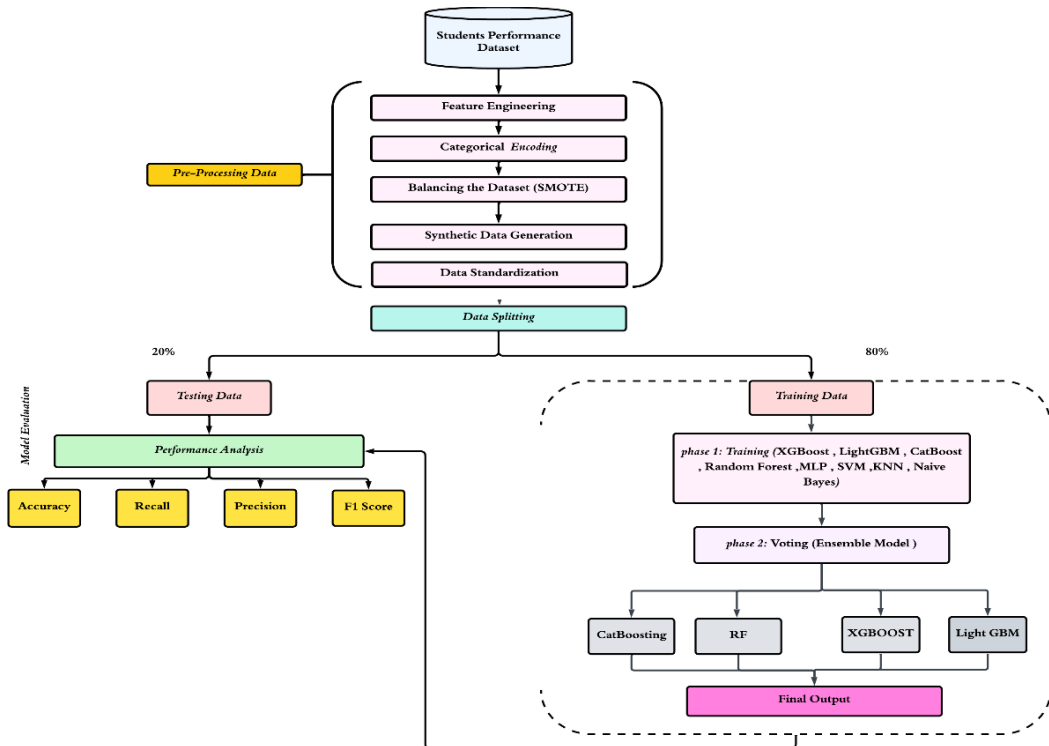 Students Performance
Dataset
Feature Engineering
Categorical Encoding
Pre-Processing Data
Balancing the Dataset (SMOTE)
Synthetic Data Generation
Data Standardization
Data Splitting
20%
80%
Model Evaluation
Testing Data
Training Data
Performance Analysis
phase 1: Training (XGBoost , LightGBM , CatBoost
, Random Forest ,MLP , SVM ,KNN , Naive
Bayes)
Accuracy
Recall
Precision
F1 Score
phase 2: Voting (Ensemble Model )
CatBoosting
RF
XGBOOST
Light GBM
Final Output